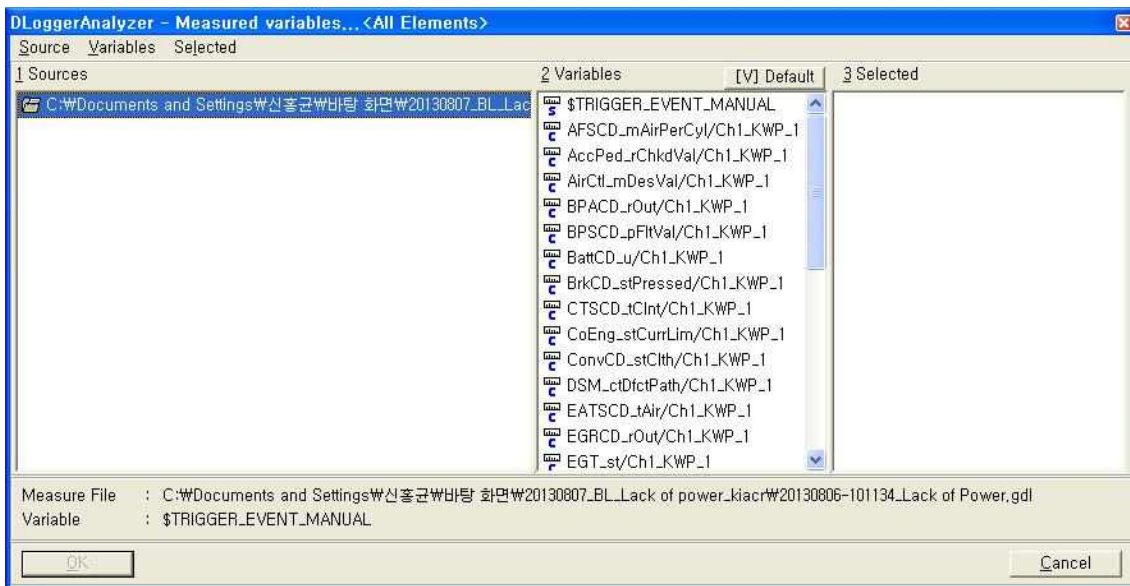 DLoggerAnalyzer - Measured variables...<All Elements>
Source Variables Selected
1 Sources
C:₩Documents and Settings₩신홍균₩바탕 화면₩20130807_BL_Lac
2 Variables
[V] Default
$TRIGGER_EVENT_MANUAL
AFSCD_mAirPerCyl/Ch1_KWP_1
AccPed_rChkdVal/Ch1_KWP_1
AirCtl_mDesVal/Ch1_KWP_1
BPACD_rOut/Ch1_KWP_1
BPSCD_pFltVal/Ch1_KWP_1
BattCD_u/Ch1_KWP_1
BrkCD_stPressed/Ch1_KWP_1
CTSCD_tClnt/Ch1_KWP_1
CoEng_stCurrLim/Ch1_KWP_1
ConvCD_stClth/Ch1_KWP_1
DSM_ctDfctPath/Ch1_KWP_1
EATSCD_tAir/Ch1_KWP_1
EGRCD_rOut/Ch1_KWP_1
EGT_st/Ch1_KWP_1
3 Selected
Measure File : C:₩Documents and Settings₩신홍균₩바탕 화면₩20130807_BL_Lack of power_kiacr₩20130806-101134_Lack of Power.gdl
Variable : $TRIGGER_EVENT_MANUAL
OK
Cancel